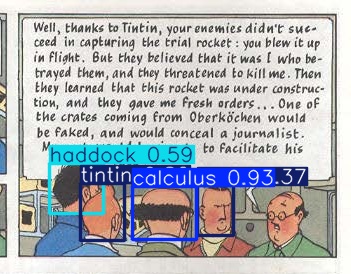 Well, thanks to Tintin, your enemies didn't suc-
ceed in capturing the trial rocket: you blew it up
in flight. But they believed that it was I who be-
trayed them, and they threatened to kill me. Then
they learned that this rocket was under construc-
tion, and they gave me fresh orders... One of
the crates coming from Oberköchen would
be faked, and would conceal a journalist.
to facilitate his
haddock 0.59
tintin
calculus 0.93
.37